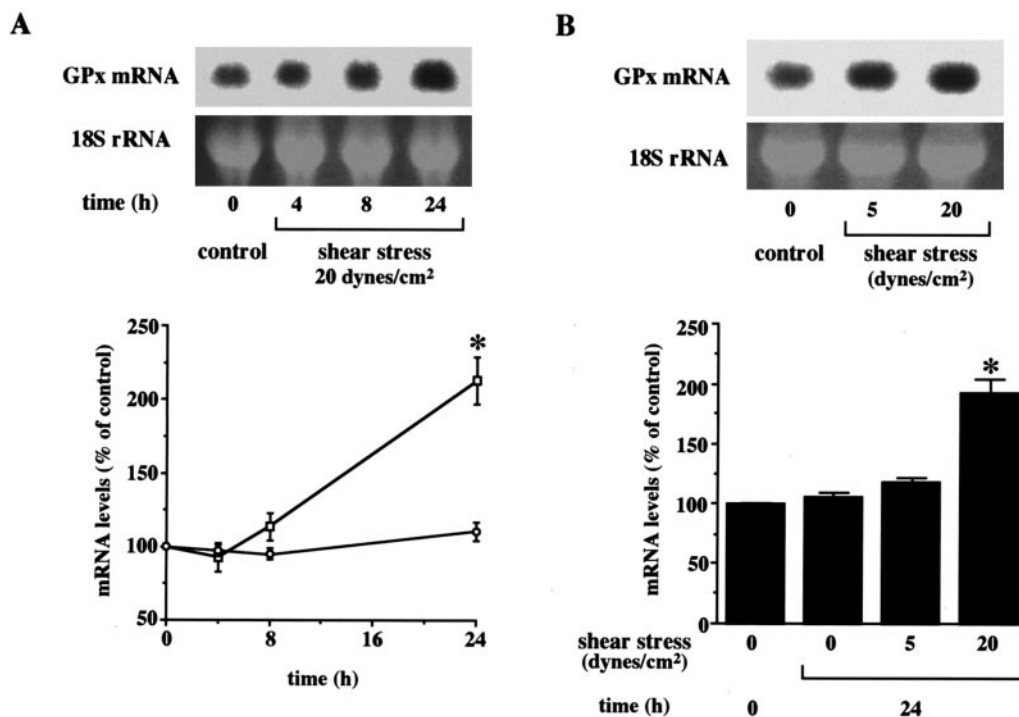 A
GPx mRNA
18S rRNA
time (h) 0 4 8 24
control shear stress
20 dynes/cm²
mRNA levels (% of control)
250
200
150
100
50
0 8 16 24
time (h)
*
B
GPx mRNA
18S rRNA
0 5 20
control shear stress
(dynes/cm²)
mRNA levels (% of control)
250
200
150
100
50
0
*
shear stress 0 0 5 20
(dynes/cm²)
time (h) 0 24